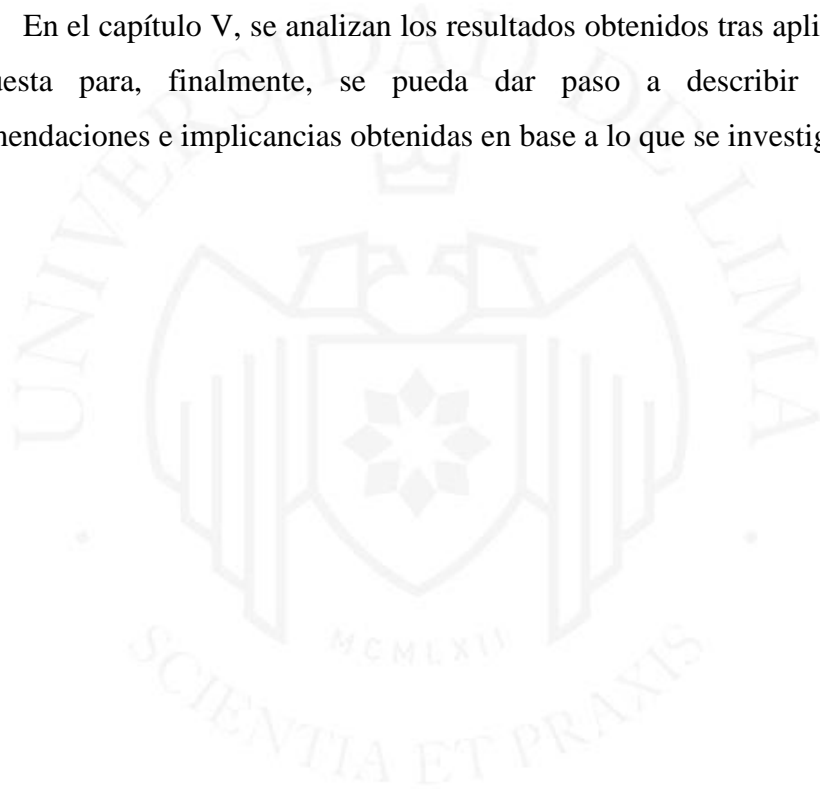 En el capítulo V, se analizan los resultados obtenidos tras apli
uesta para, finalmente, se pueda dar paso a describir
mendaciones e implicancias obtenidas en base a lo que se investig
UNIVERSIDAD DE LIMA
MCMLXII
SCIENTIA ET PRAXIS